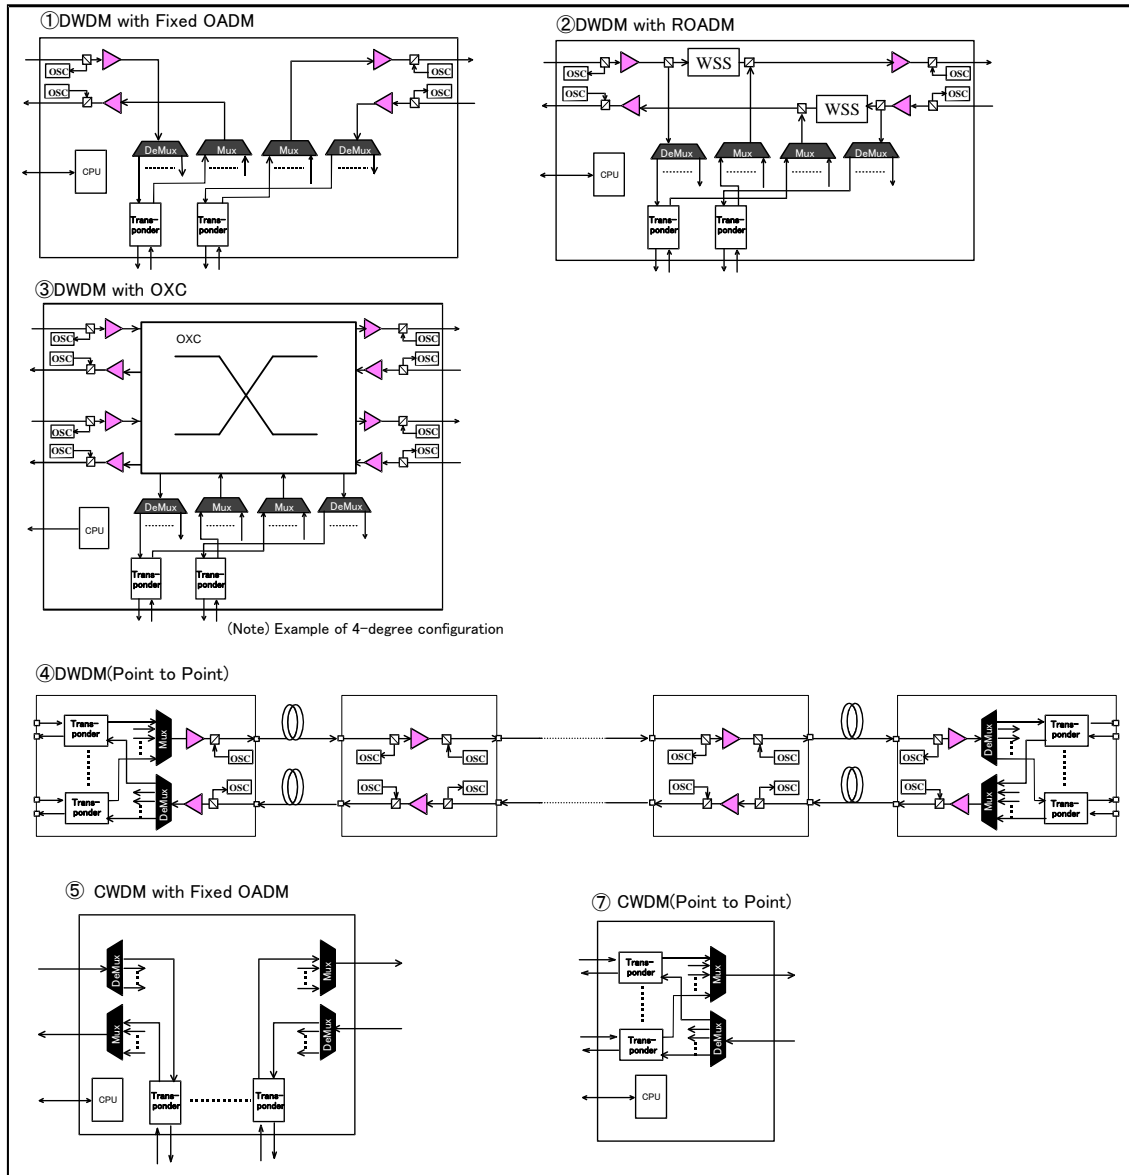 ①DWDM with Fixed OADM
OSC
OSC
OSC
OSC
DeMux
Mux
Mux
DeMux
CPU
Trans-
ponder
Trans-
ponder
②DWDM with ROADM
OSC
WSS
OSC
OSC
WSS
OSC
DeMux
Mux
Mux
DeMux
CPU
Trans-
ponder
Trans-
ponder
③DWDM with OXC
OXC
OSC
OSC
OSC
OSC
OSC
OSC
OSC
OSC
DeMux
Mux
Mux
DeMux
CPU
Trans-
ponder
Trans-
ponder
(Note) Example of 4-degree configuration
④DWDM(Point to Point)
Trans-
ponder
Mux
OSC
Trans-
ponder
DeMux
OSC
OSC
OSC
OSC
OSC
OSC
OSC
OSC
OSC
OSC
DeMux
Trans-
ponder
OSC
Mux
Trans-
ponder
⑤ CWDM with Fixed OADM
DeMux
Mux
Mux
DeMux
CPU
Trans-
ponder
Trans-
ponder
⑦ CWDM(Point to Point)
Trans-
ponder
Mux
Trans-
ponder
DeMux
CPU